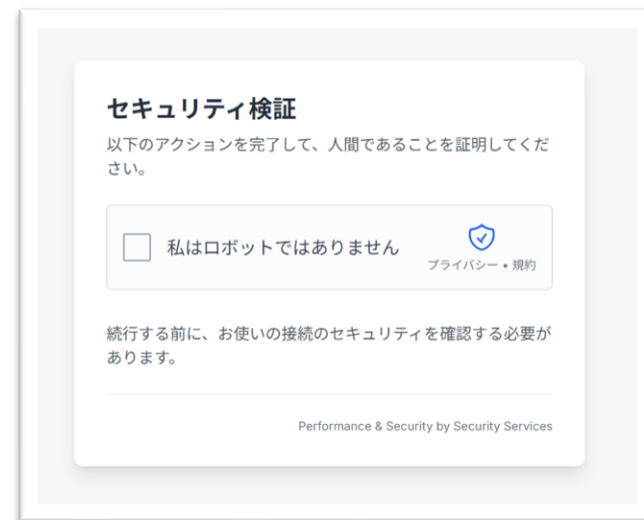 セキュリティ検証
以下のアクションを完了して、人間であることを証明してくだ
さい。
私はロボットではありません
プライバシー • 規約
続行する前に、お使いの接続のセキュリティを確認する必要が
あります。
Performance & Security by Security Services